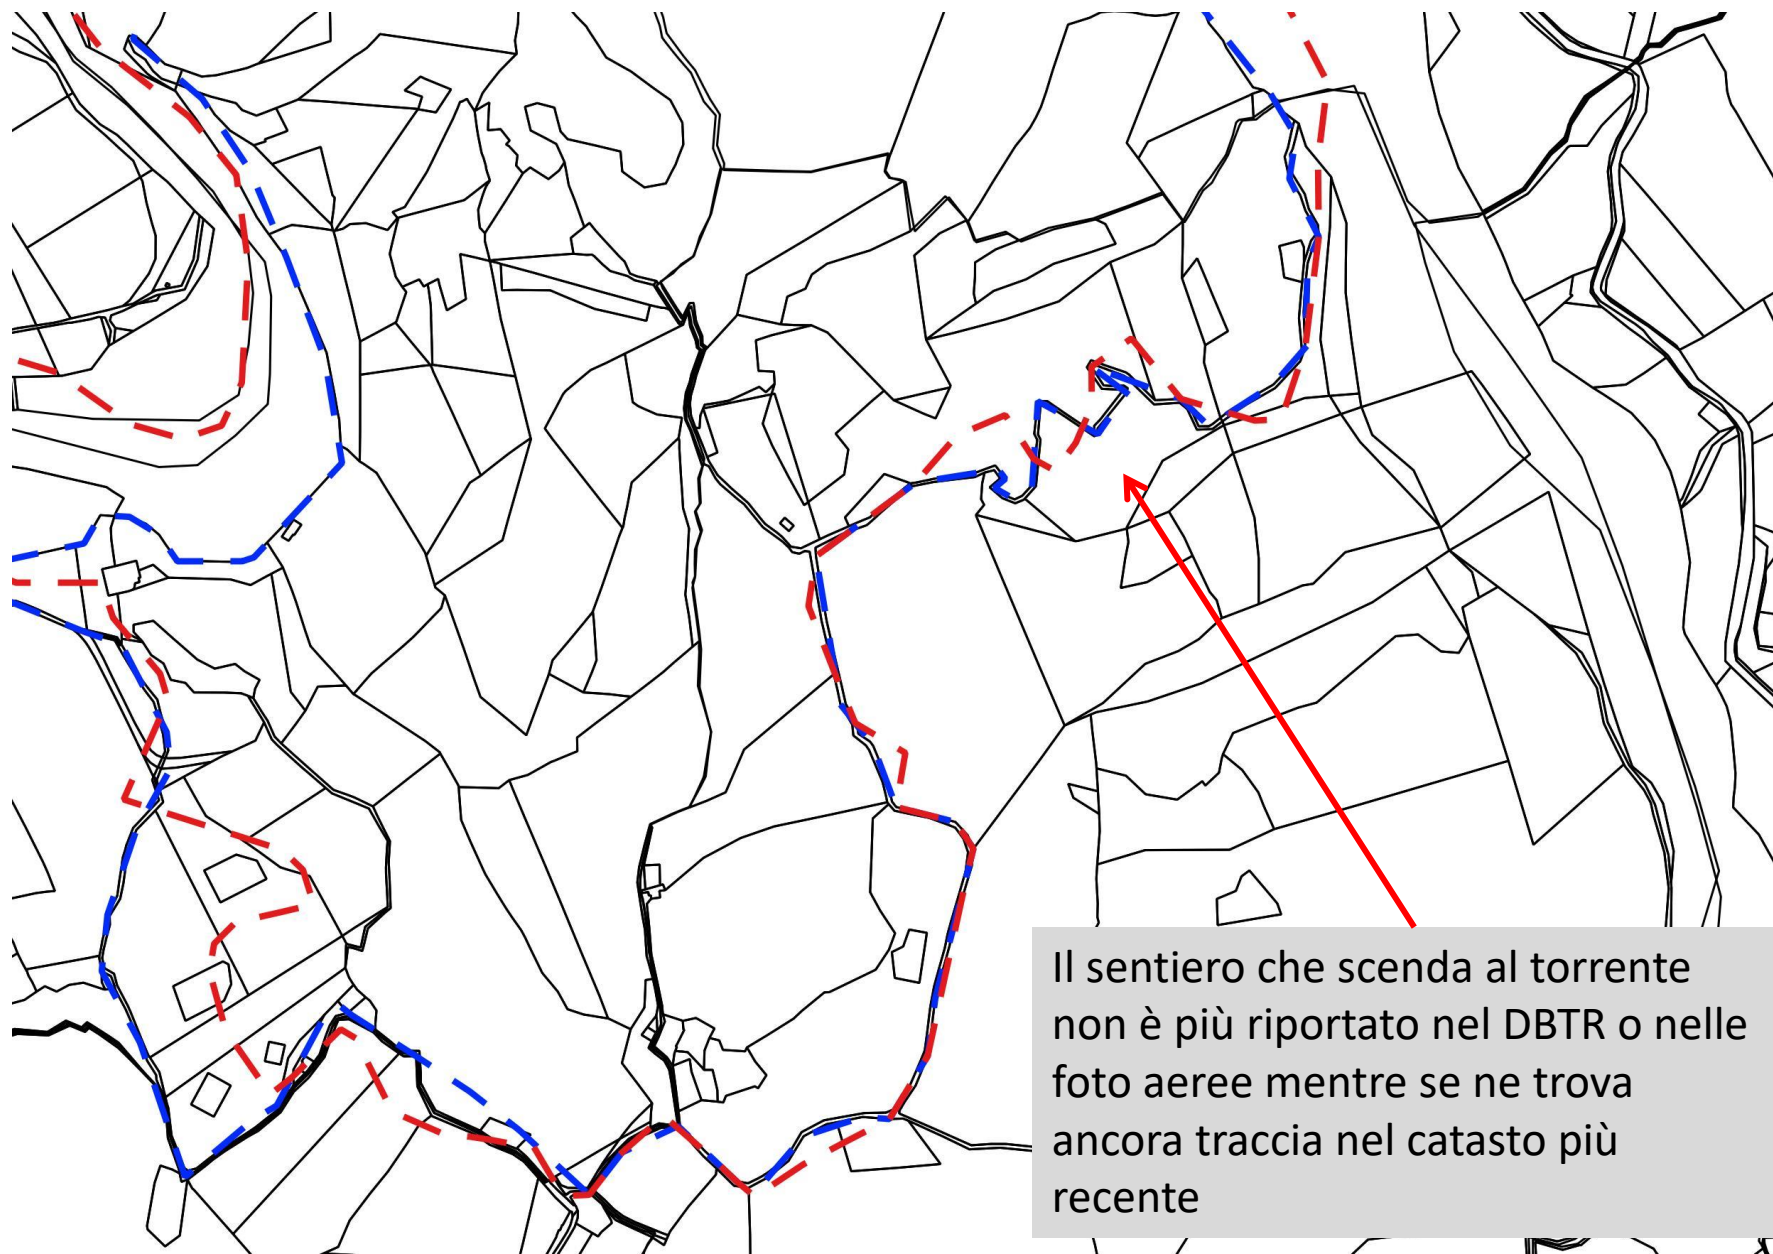 Il sentiero che scenda al torrente
non è più riportato nel DBTR o nelle
foto aeree mentre se ne trova
ancora traccia nel catasto più
recente